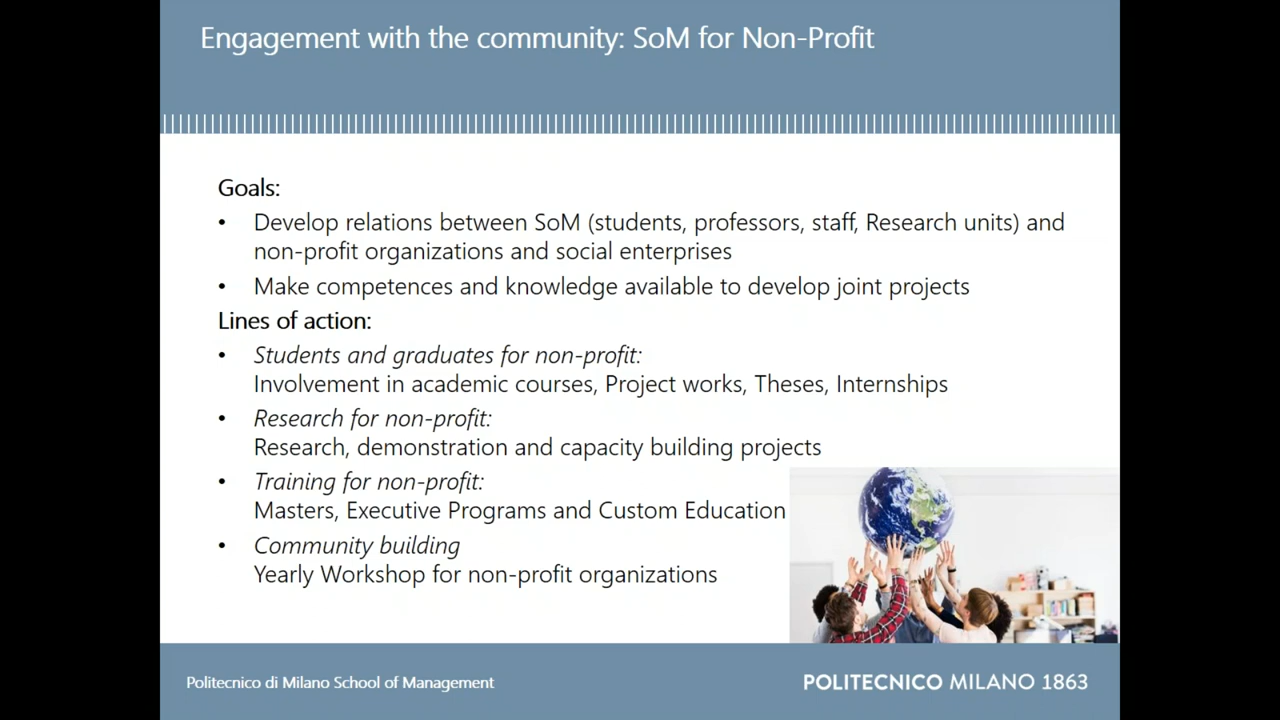 Engagement with the community: SoM for Non-Profit
Goals:
• Develop relations between SoM (students, professors, staff, Research units) and
non-profit organizations and social enterprises
• Make competences and knowledge available to develop joint projects
Lines of action:
• Students and graduates for non-profit:
Involvement in academic courses, Project works, Theses, Internships
• Research for non-profit:
Research, demonstration and capacity building projects
• Training for non-profit:
Masters, Executive Programs and Custom Education
• Community building
Yearly Workshop for non-profit organizations
Politecnico di Milano School of Management
POLITECNICO MILANO 1863